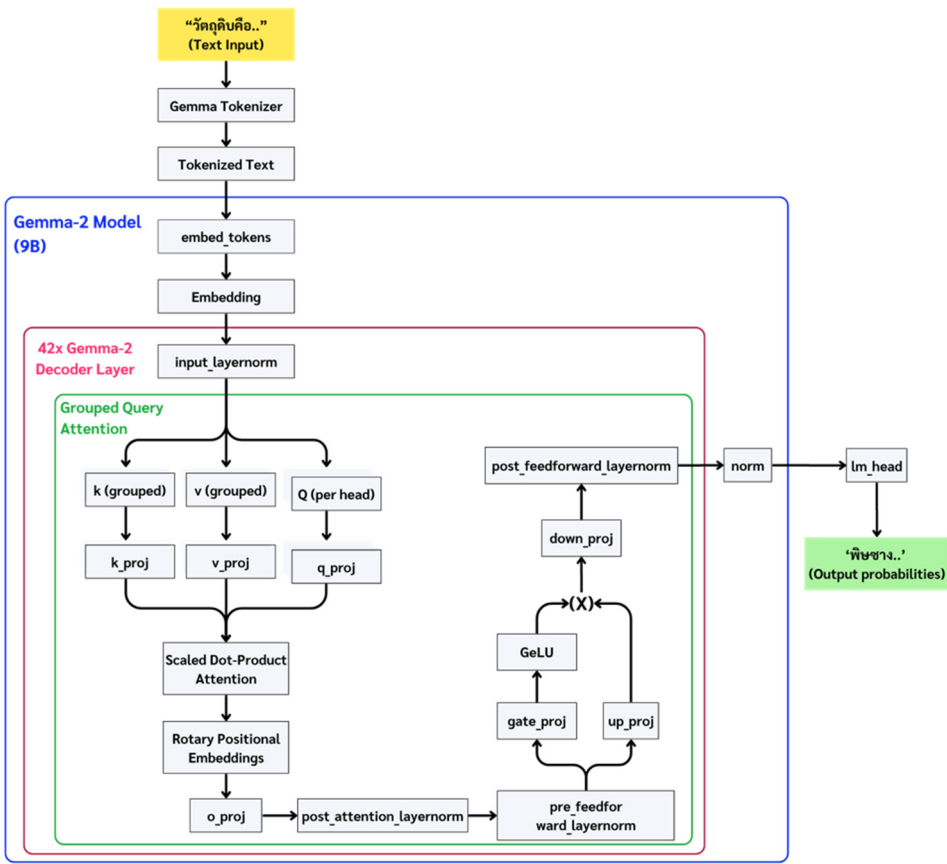 “วัตถุดิบคือ..”
(Text Input)
Gemma Tokenizer
Tokenized Text
Gemma-2 Model
(9B)
embed_tokens
Embedding
42x Gemma-2
Decoder Layer
input_layernorm
Grouped Query
Attention
k (grouped)
v (grouped)
Q (per head)
k_proj
v_proj
q_proj
Scaled Dot-Product
Attention
Rotary Positional
Embeddings
o_proj
post_attention_layernorm
pre_feedfor
ward_layernorm
gate_proj
up_proj
GeLU
(X)
down_proj
post_feedforward_layernorm
norm
lm_head
‘พิษซาง..’
(Output probabilities)